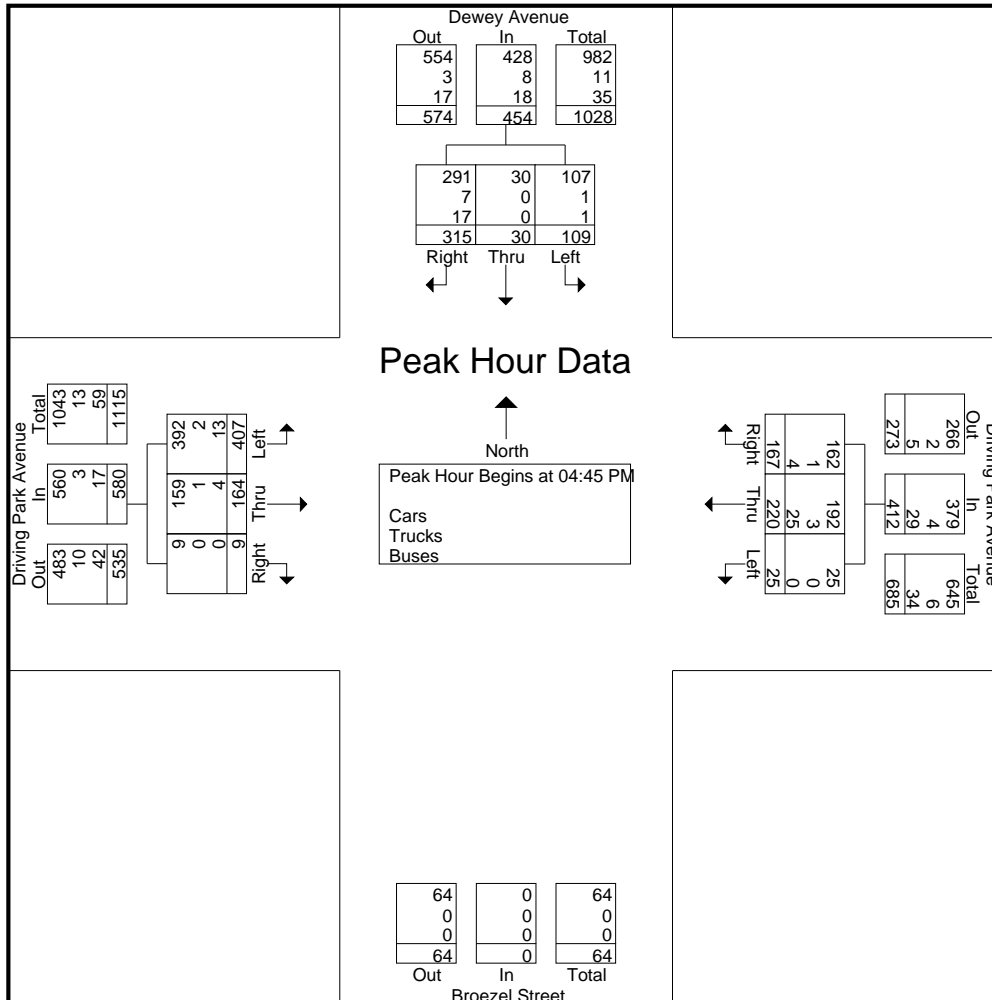 Dewey Avenue
Out In Total
554 428 982
3 8 11
17 18 35
574 454 1028
291 30 107
7 0 1
17 0 1
315 30 109
Right Thru Left
Peak Hour Data
North
Peak Hour Begins at 04:45 PM
Cars
Trucks
Buses
Driving Park Avenue
Out In Total
483 560 1043
10 3 13
42 17 59
535 580 1115
9 159 392
0 1 2
0 4 13
9 164 407
Right Thru Left
Driving Park Avenue
Out In Total
266 379 645
2 4 6
5 29 34
273 412 685
162 192 25
1 3 0
4 25 0
167 220 25
Right Thru Left
64 0 64
0 0 0
0 0 0
64 0 64
Out In Total
Broezel Street